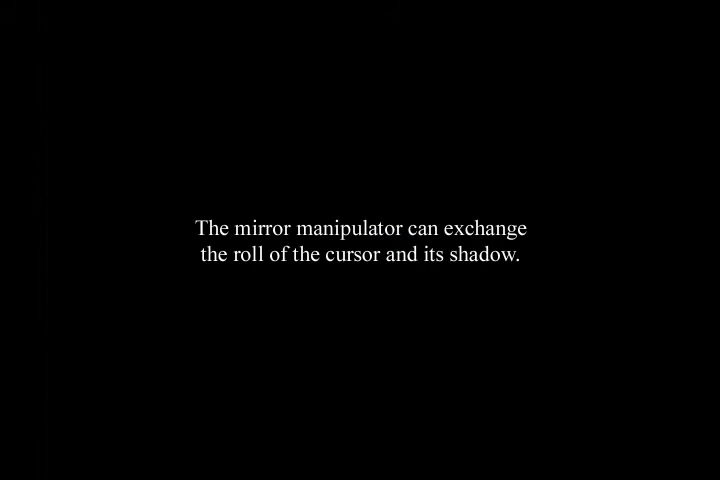 The mirror manipulator can exchange
the roll of the cursor and its shadow.